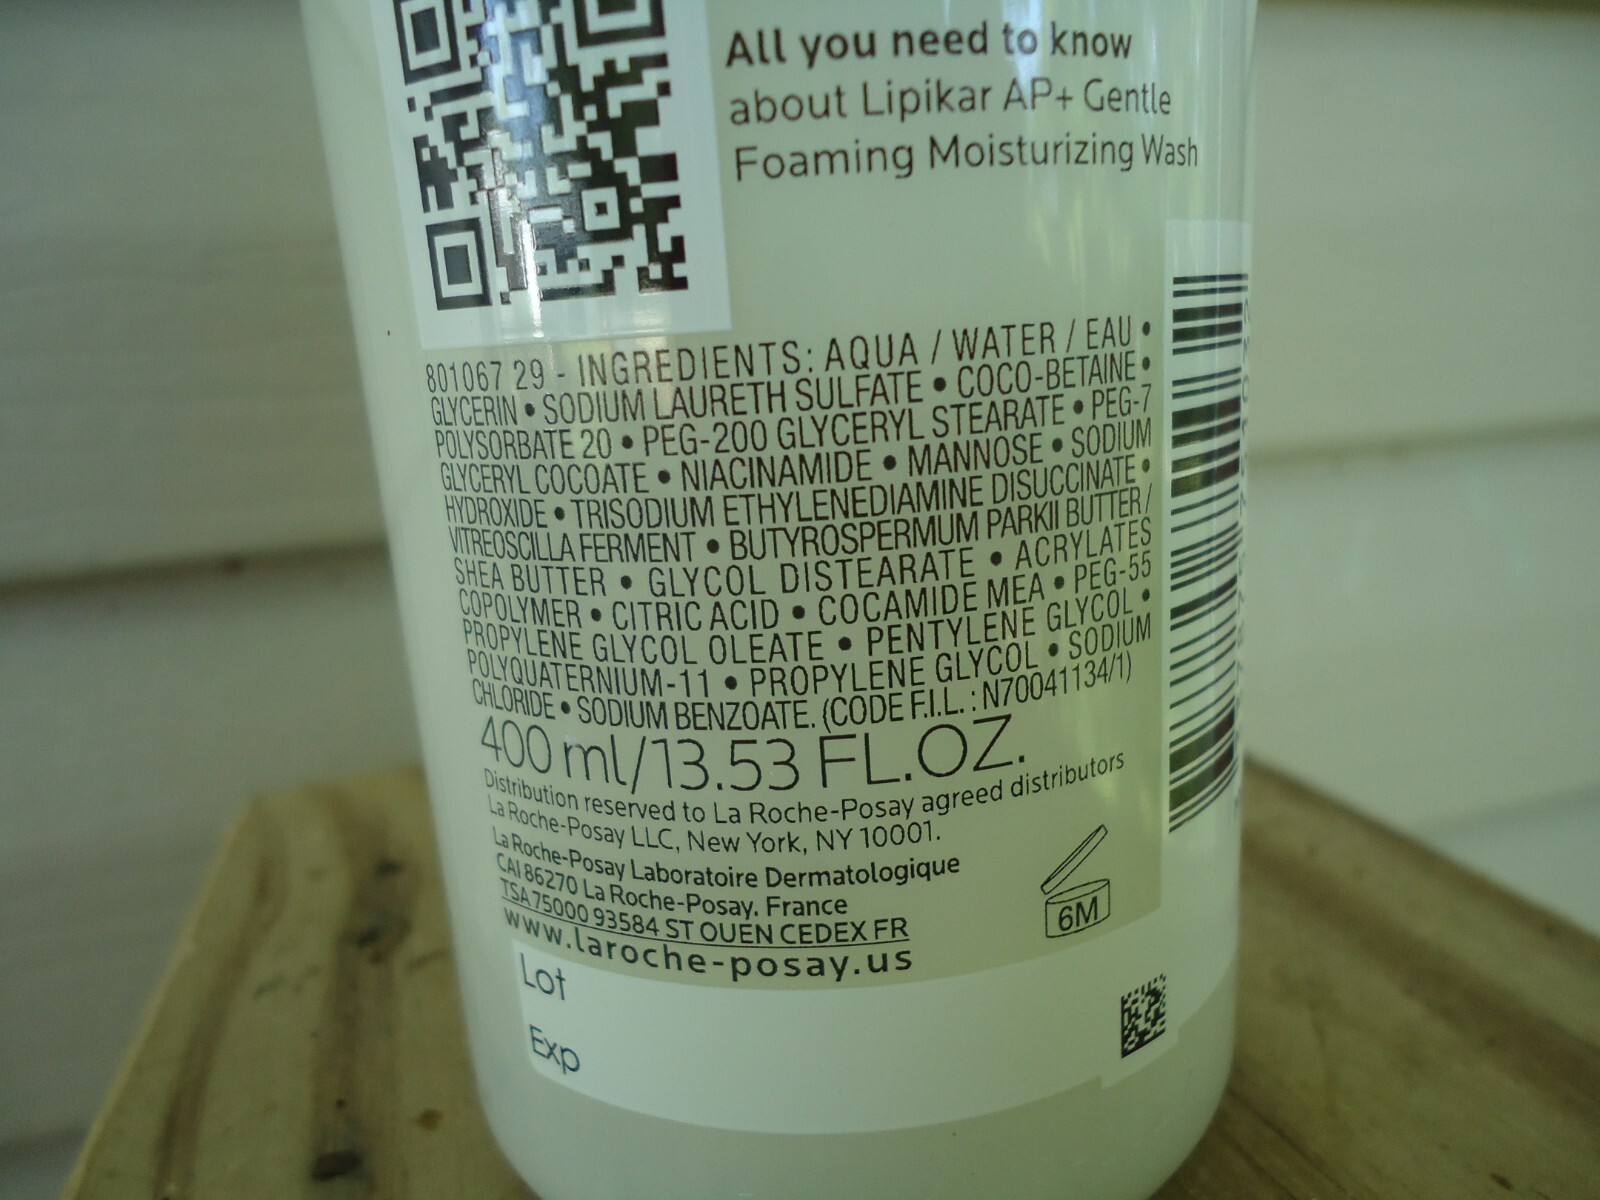 All you need to know
about Lipikar AP+ Gentle
Foaming Moisturizing Wash
801067 29 - INGREDIENTS: AQUA / WATER / EAU •
GLYCERIN • SODIUM LAURETH SULFATE • COCO-BETAINE •
POLYSORBATE 20 • PEG-200 GLYCERYL STEARATE • PEG-7
GLYCERYL COCOATE • NIACINAMIDE • MANNOSE • SODIUM
HYDROXIDE • TRISODIUM ETHYLENEDIAMINE DISUCCINATE •
VITREOSCILLA FERMENT • BUTYROSPERMUM PARKII BUTTER /
SHEA BUTTER • GLYCOL DISTEARATE • ACRYLATES
COPOLYMER • CITRIC ACID • COCAMIDE MEA • PEG-55
PROPYLENE GLYCOL OLEATE • PENTYLENE GLYCOL •
POLYQUATERNIUM-11 • PROPYLENE GLYCOL • SODIUM
CHLORIDE • SODIUM BENZOATE. (CODE F.I.L. : N70041134/1)
400 ml/13.53 FL.OZ.
Distribution reserved to La Roche-Posay agreed distributors
La Roche-Posay LLC, New York, NY 10001.
La Roche-Posay Laboratoire Dermatologique
CAI 86270 La Roche-Posay. France
TSA 75000 93584 ST OUEN CEDEX FR
www.laroche-posay.us
6M
Lot
Exp